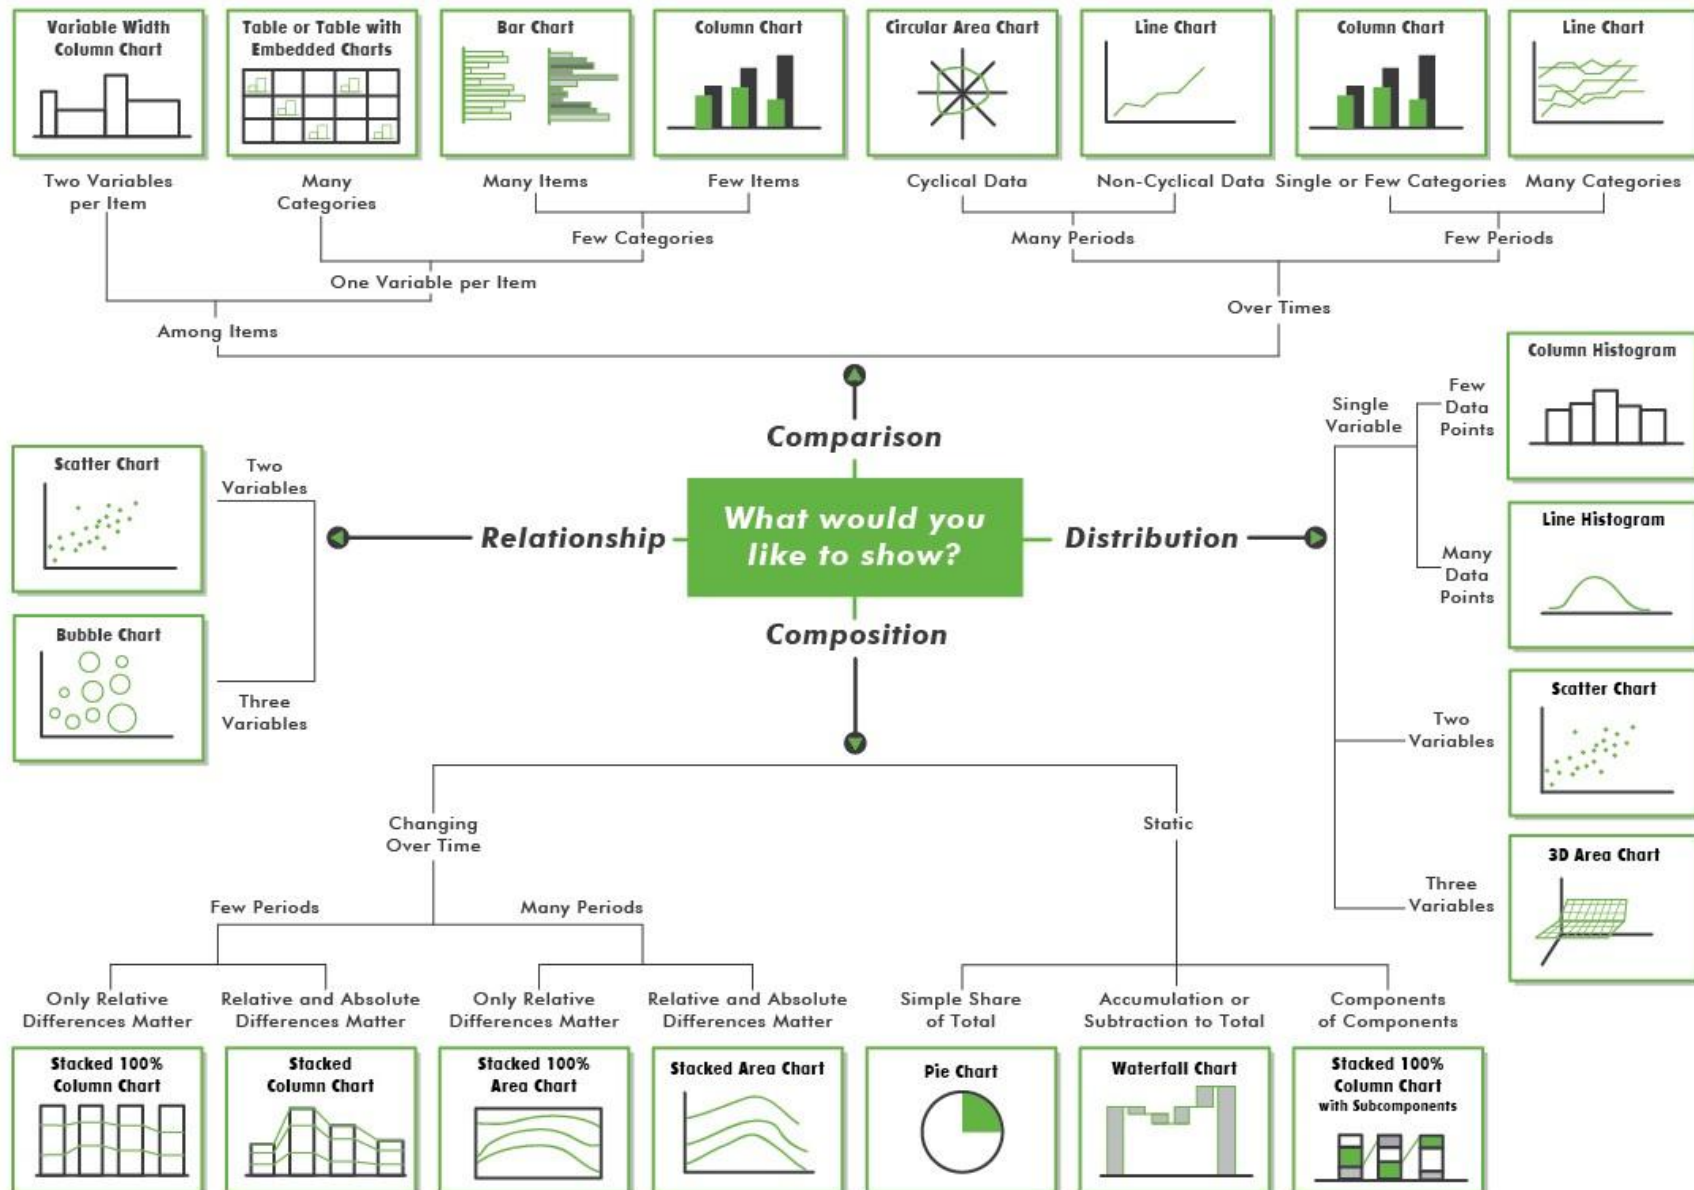 Variable Width
Column Chart
Table or Table with
Embedded Charts
Bar Chart
Column Chart
Circular Area Chart
Line Chart
Column Chart
Line Chart
Two Variables
per Item
Many
Categories
Many Items
Few Items
Cyclical Data
Non-Cyclical Data
Single or Few Categories
Many Categories
Few Categories
Many Periods
Few Periods
One Variable per Item
Over Times
Among Items
Comparison
What would you
like to show?
Relationship
Two
Variables
Scatter Chart
Three
Variables
Bubble Chart
Distribution
Single
Variable
Few
Data
Points
Column Histogram
Many
Data
Points
Line Histogram
Two
Variables
Scatter Chart
Three
Variables
3D Area Chart
Composition
Changing
Over Time
Static
Few Periods
Many Periods
Only Relative
Differences Matter
Relative and Absolute
Differences Matter
Only Relative
Differences Matter
Relative and Absolute
Differences Matter
Simple Share
of Total
Accumulation or
Subtraction to Total
Components
of Components
Stacked 100%
Column Chart
Stacked
Column Chart
Stacked 100%
Area Chart
Stacked Area Chart
Pie Chart
Waterfall Chart
Stacked 100%
Column Chart
with Subcomponents